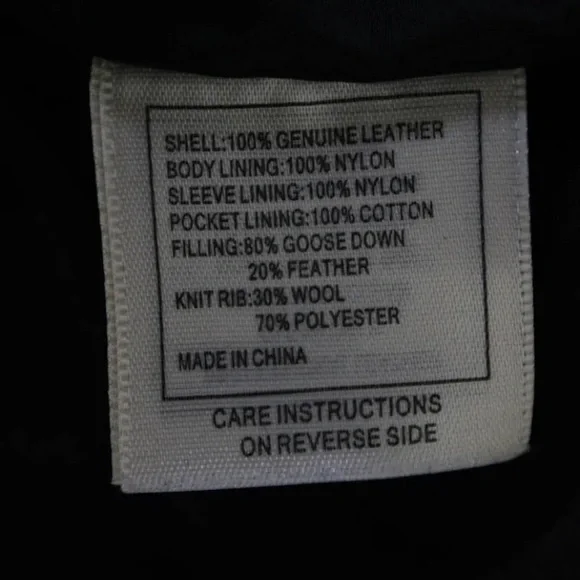 SHELL:100% GENUINE LEATHER
BODY LINING:100% NYLON
SLEEVE LINING:100% NYLON
POCKET LINING:100% COTTON
FILLING:80% GOOSE DOWN
20% FEATHER
KNIT RIB:30% WOOL
70% POLYESTER
MADE IN CHINA
CARE INSTRUCTIONS
ON REVERSE SIDE